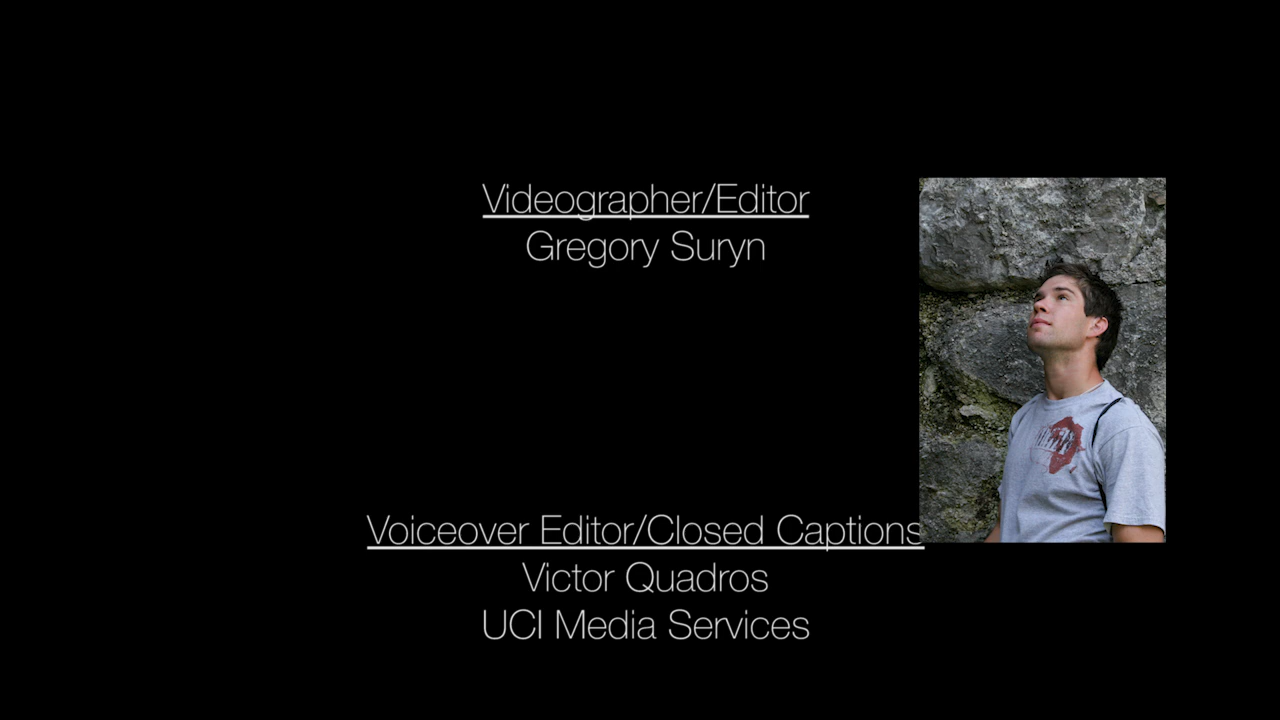 Videographer/Editor
Gregory Suryn
Voiceover Editor/Closed Captions
Victor Quadros
UCI Media Services